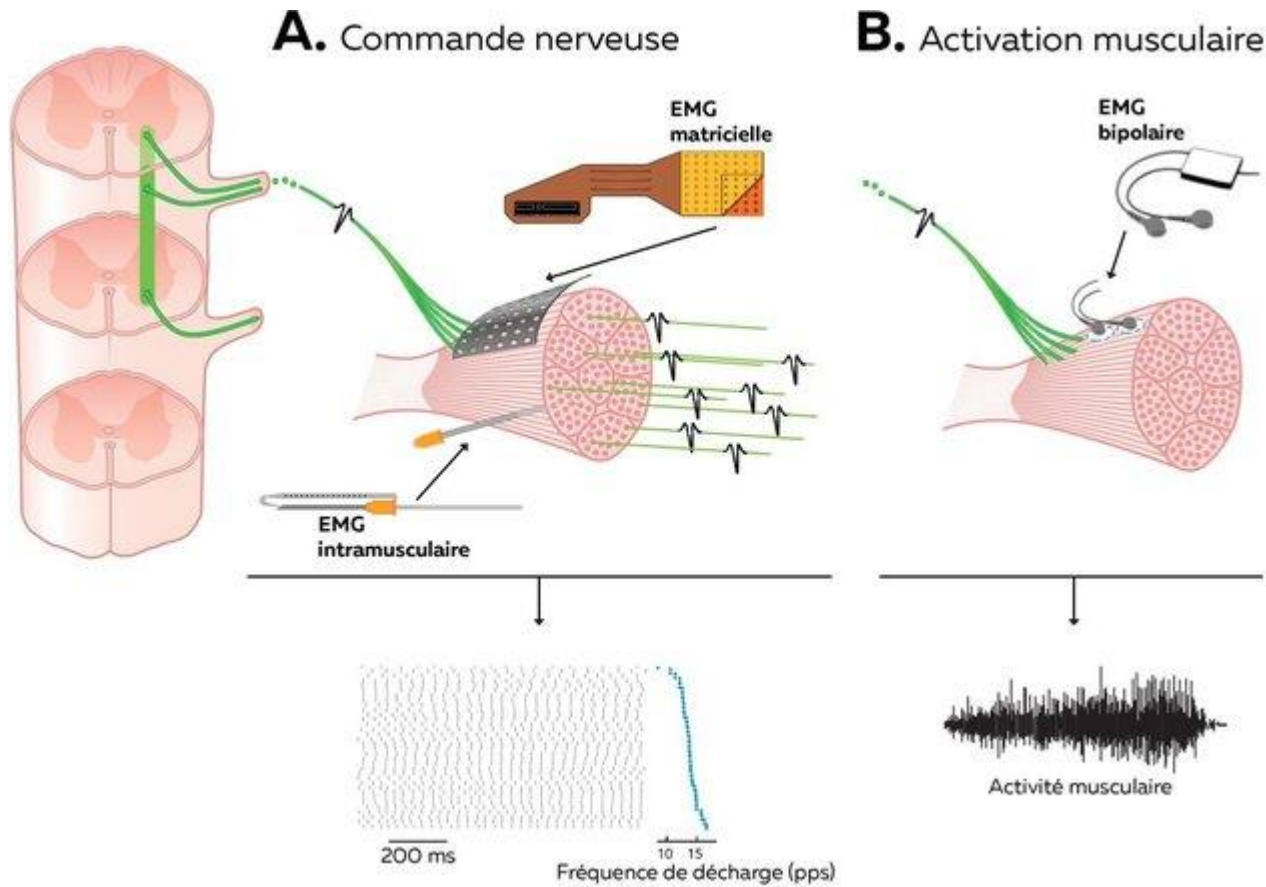 A. Commande nerveuse
EMG
matricielle
EMG
intramusculaire
200 ms
10 15
Fréquence de décharge (pps)
B. Activation musculaire
EMG
bipolaire
Activité musculaire